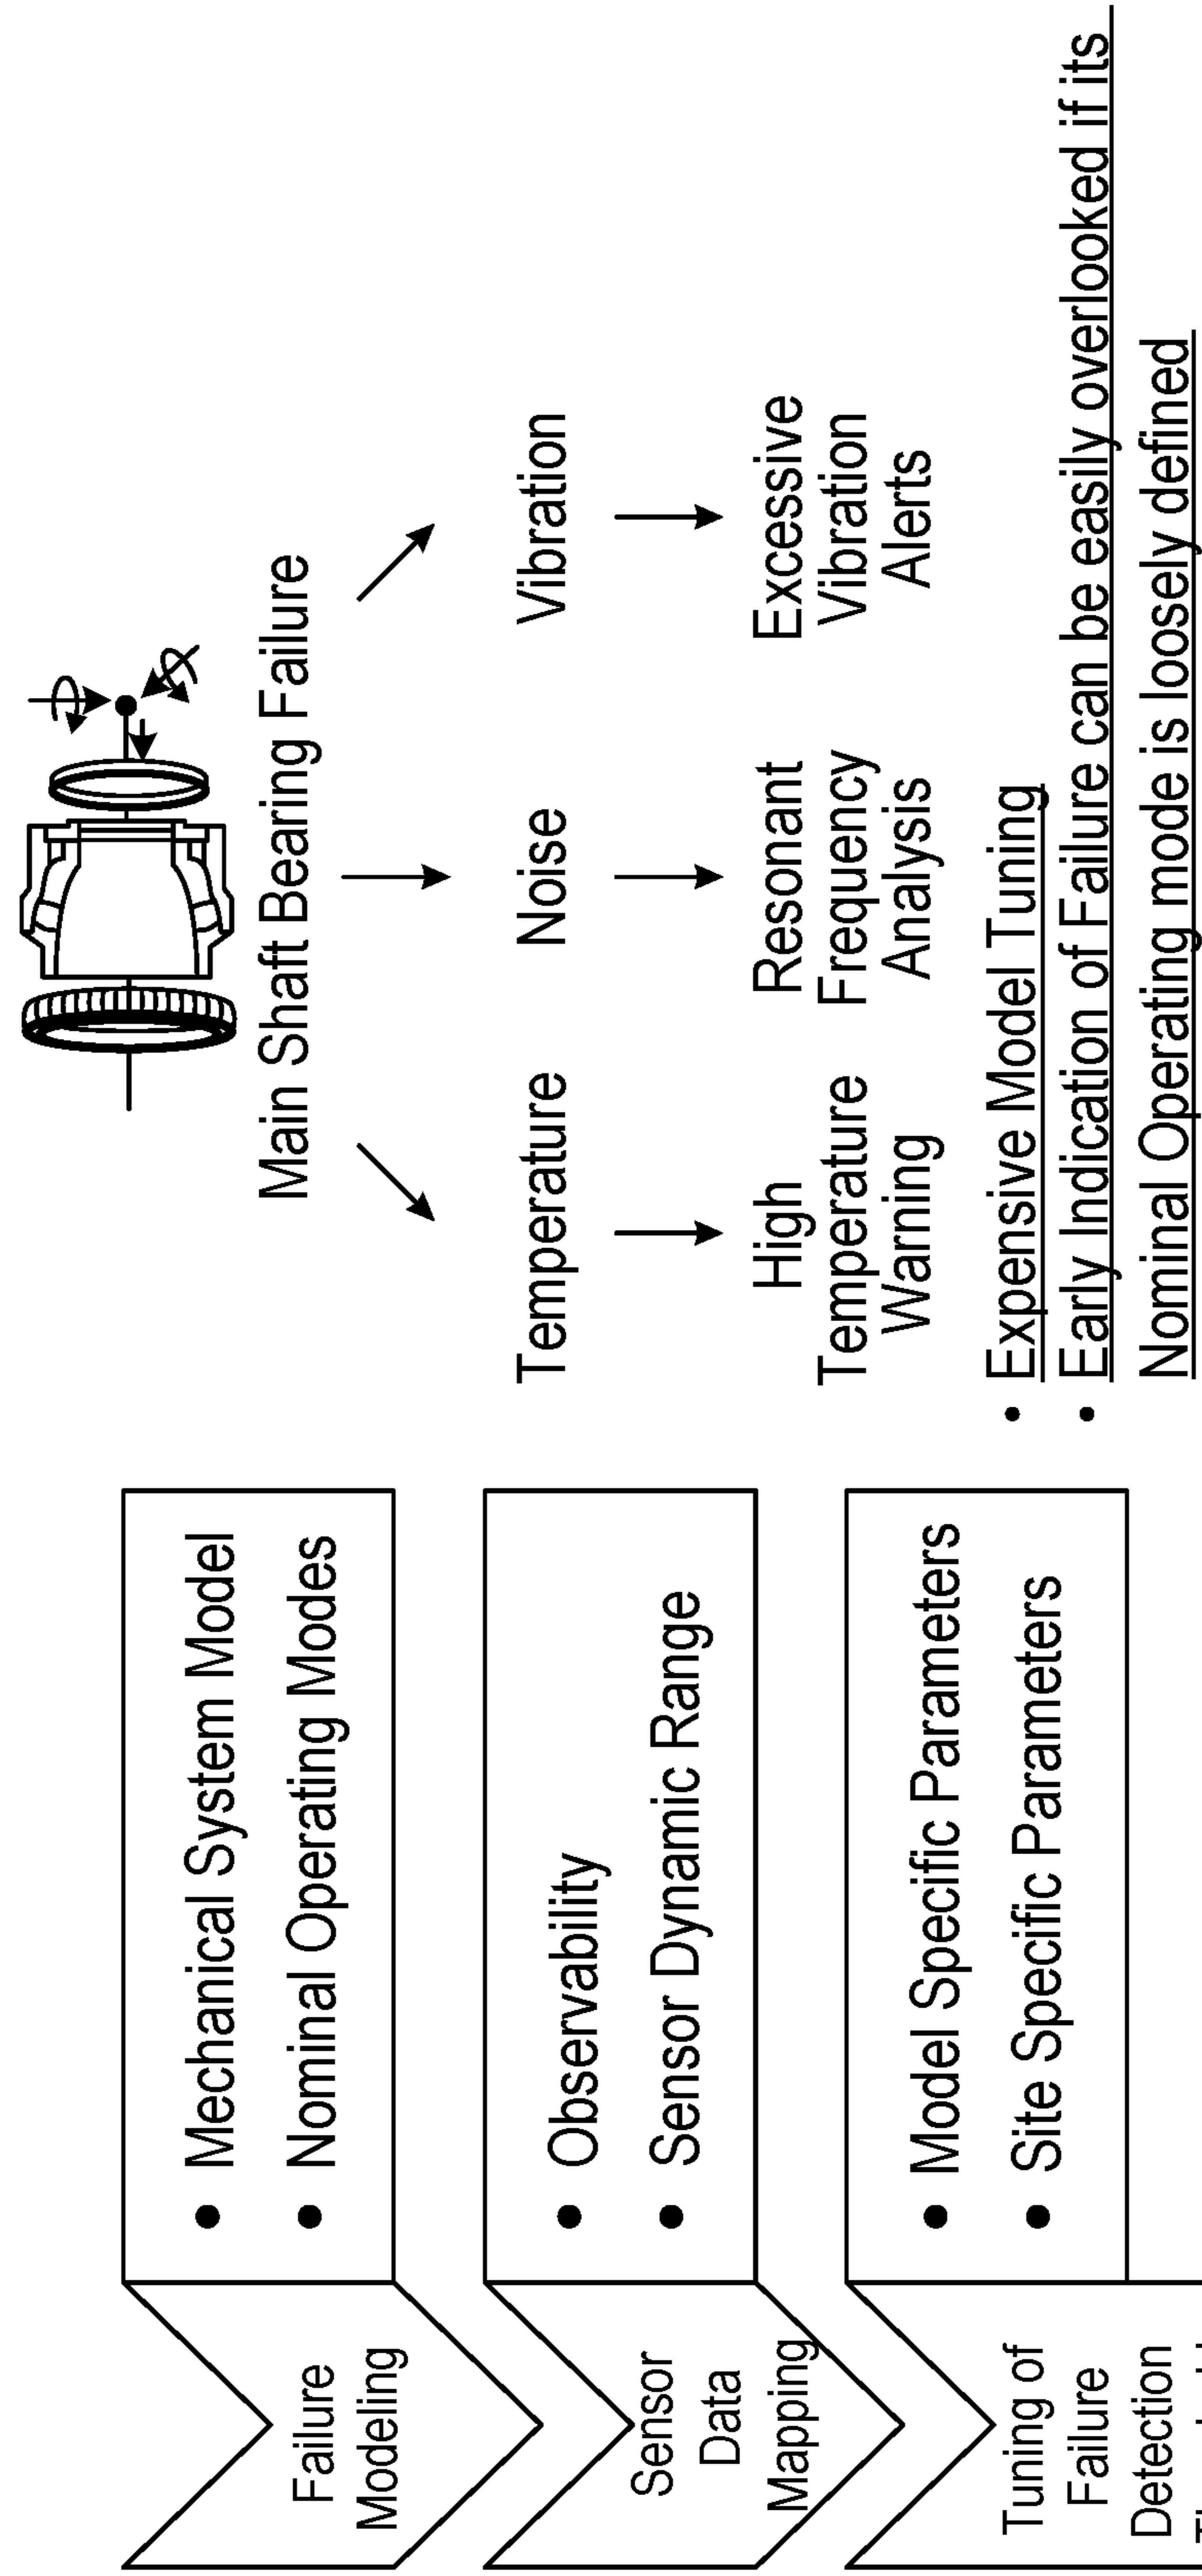 Failure
Modeling
• Mechanical System Model
• Nominal Operating Modes
Sensor
Data
Mapping
• Observability
• Sensor Dynamic Range
Tuning of
Failure
Detection
• Model Specific Parameters
• Site Specific Parameters
Main Shaft Bearing Failure
Temperature
Noise
Vibration
High
Temperature
Warning
Resonant
Frequency
Analysis
Excessive
Vibration
Alerts
• Expensive Model Tuning
• Early Indication of Failure can be easily overlooked if its
Nominal Operating mode is loosely defined